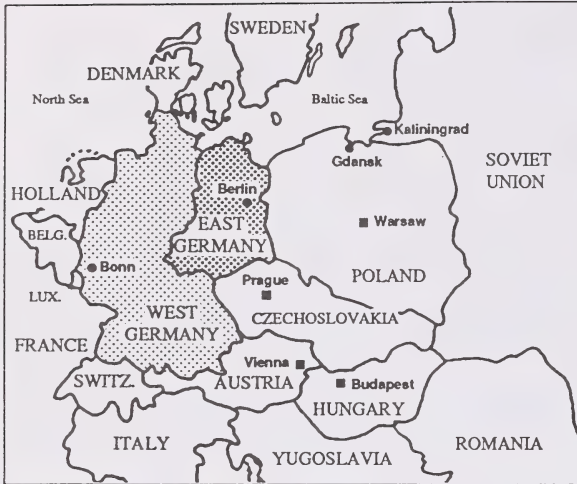 SWEDEN
DENMARK
North Sea
Baltic Sea
Kaliningrad
Gdansk
SOVIET
UNION
HOLLAND
Berlin
EAST
GERMANY
BELG.
Warsaw
Bonn
POLAND
Prague
LUX.
WEST
GERMANY
CZECHOSLOVAKIA
FRANCE
Vienna
SWITZ.
AUSTRIA
Budapest
HUNGARY
ITALY
YUGOSLAVIA
ROMANIA